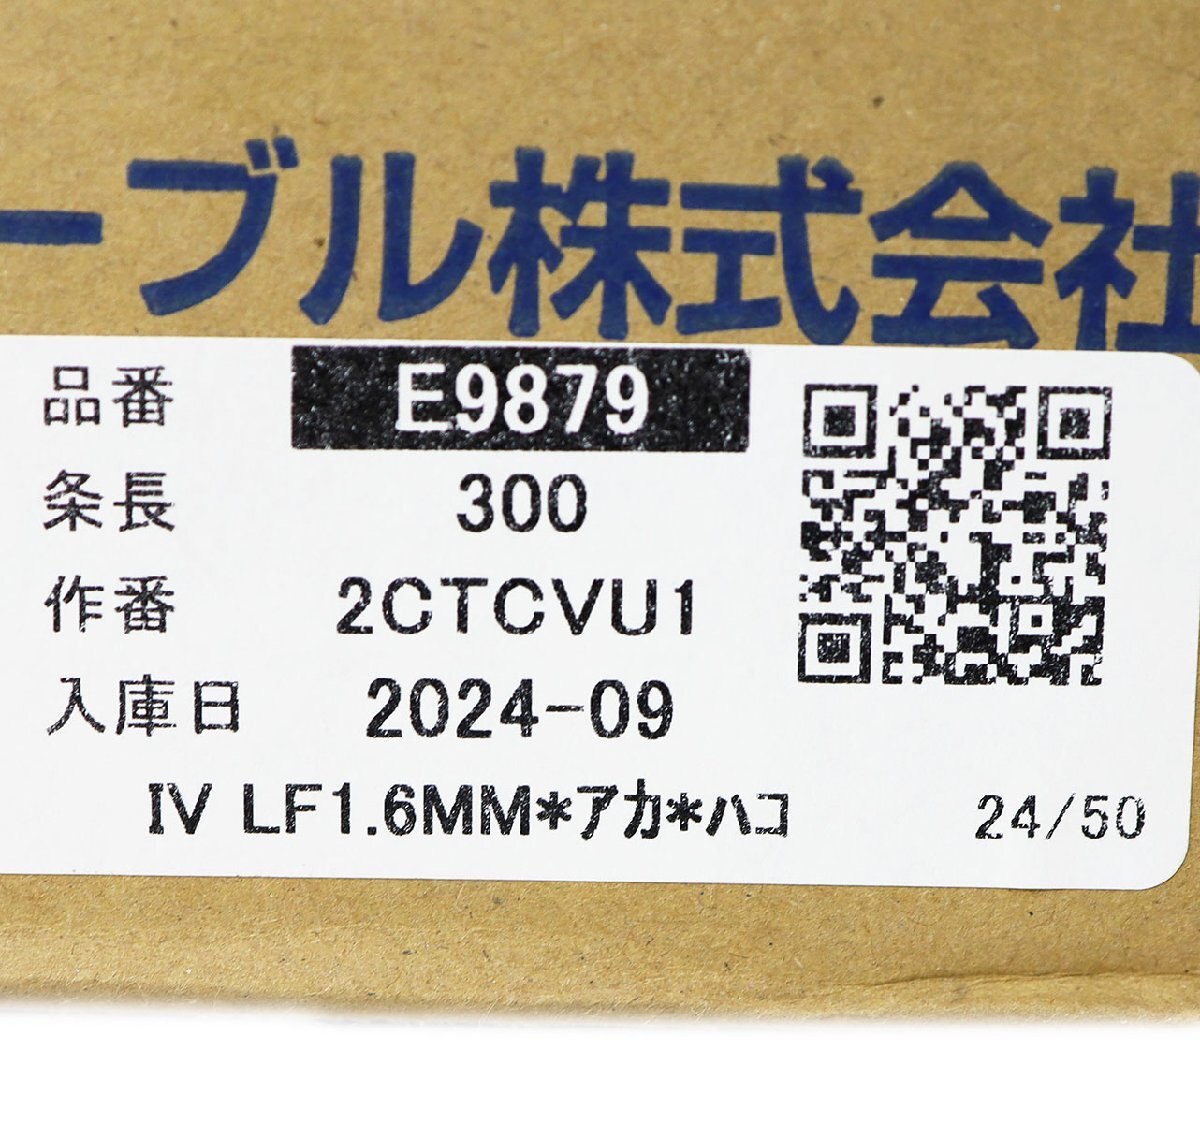 ーブル株式会社
品番 E9879
条長 300
作番 2CTCVU1
入庫日 2024-09
IV LF1.6MM*アカ*ハコ 24/50